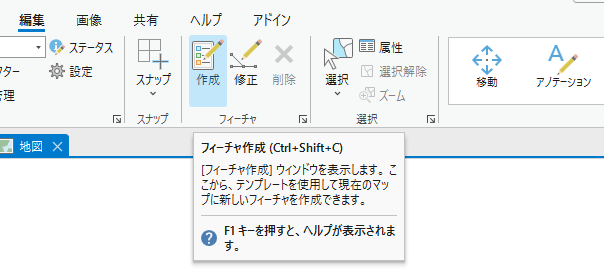 編集 画像 共有 ヘルプ アドイン
ステータス
設定
クター
管理
スナップ
作成 修正 削除
選択
属性
選択解除
ズーム
移動 アノテーション
スナップ フィーチャ 選択
地図
フィーチャ作成 (Ctrl+Shift+C)
[フィーチャ作成] ウィンドウを表示します。こ
こから、テンプレートを使用して現在のマッ
プに新しいフィーチャを作成できます。
F1 キーを押すと、ヘルプが表示されま
す。